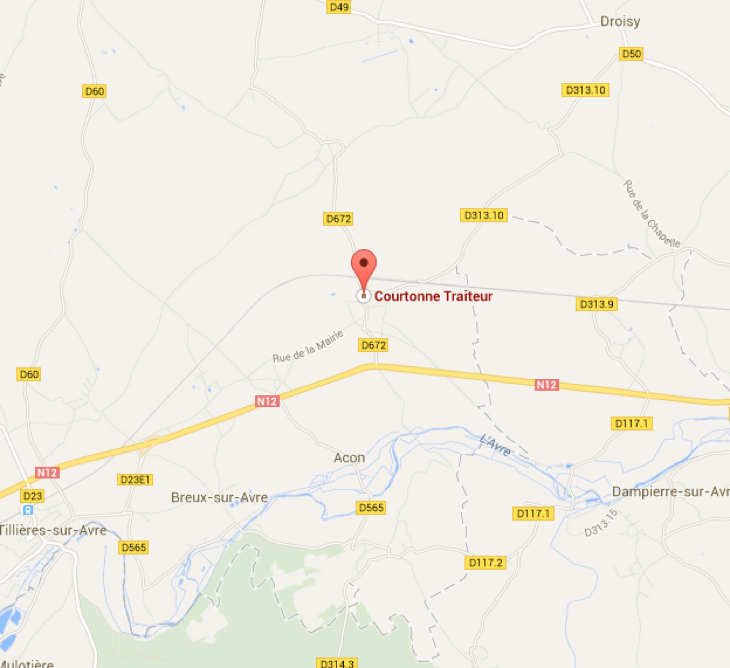 D49
Droisy
D50
D60
D313.10
Rue de la Chapelle
D672
D313.10
Courtonne Traiteur
D313.9
Rue de la Mairie
D672
D60
N12
N12
D117.1
L'Avre
Acon
N12
D23E1
D23
Breux-sur-Avre
Dampierre-sur-Avr
D565
D117.1
D313.15
Tillières-sur-Avre
D565
D117.2
Mulotière
D314.3